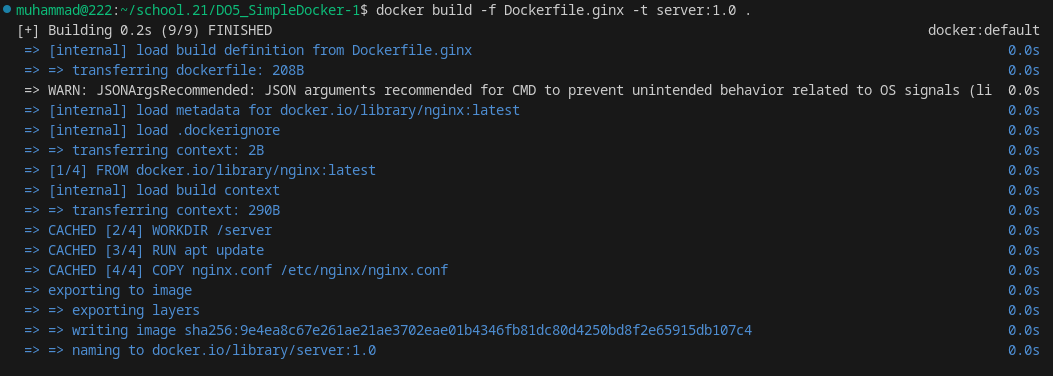 muhammad@222:~/school.21/DO5_SimpleDocker-1$ docker build -f Dockerfile.ginx -t server:1.0 .
[+] Building 0.2s (9/9) FINISHED docker:default
=> [internal] load build definition from Dockerfile.ginx 0.0s
=> => transferring dockerfile: 208B 0.0s
=> WARN: JSONArgsRecommended: JSON arguments recommended for CMD to prevent unintended behavior related to OS signals (li 0.0s
=> [internal] load metadata for docker.io/library/nginx:latest 0.0s
=> [internal] load .dockerignore 0.0s
=> => transferring context: 2B 0.0s
=> [1/4] FROM docker.io/library/nginx:latest 0.0s
=> [internal] load build context 0.0s
=> => transferring context: 290B 0.0s
=> CACHED [2/4] WORKDIR /server 0.0s
=> CACHED [3/4] RUN apt update 0.0s
=> CACHED [4/4] COPY nginx.conf /etc/nginx/nginx.conf 0.0s
=> exporting to image 0.0s
=> => exporting layers 0.0s
=> => writing image sha256:9e4ea8c67e261ae21ae3702eae01b4346fb81dc80d4250bd8f2e65915db107c4 0.0s
=> => naming to docker.io/library/server:1.0 0.0s